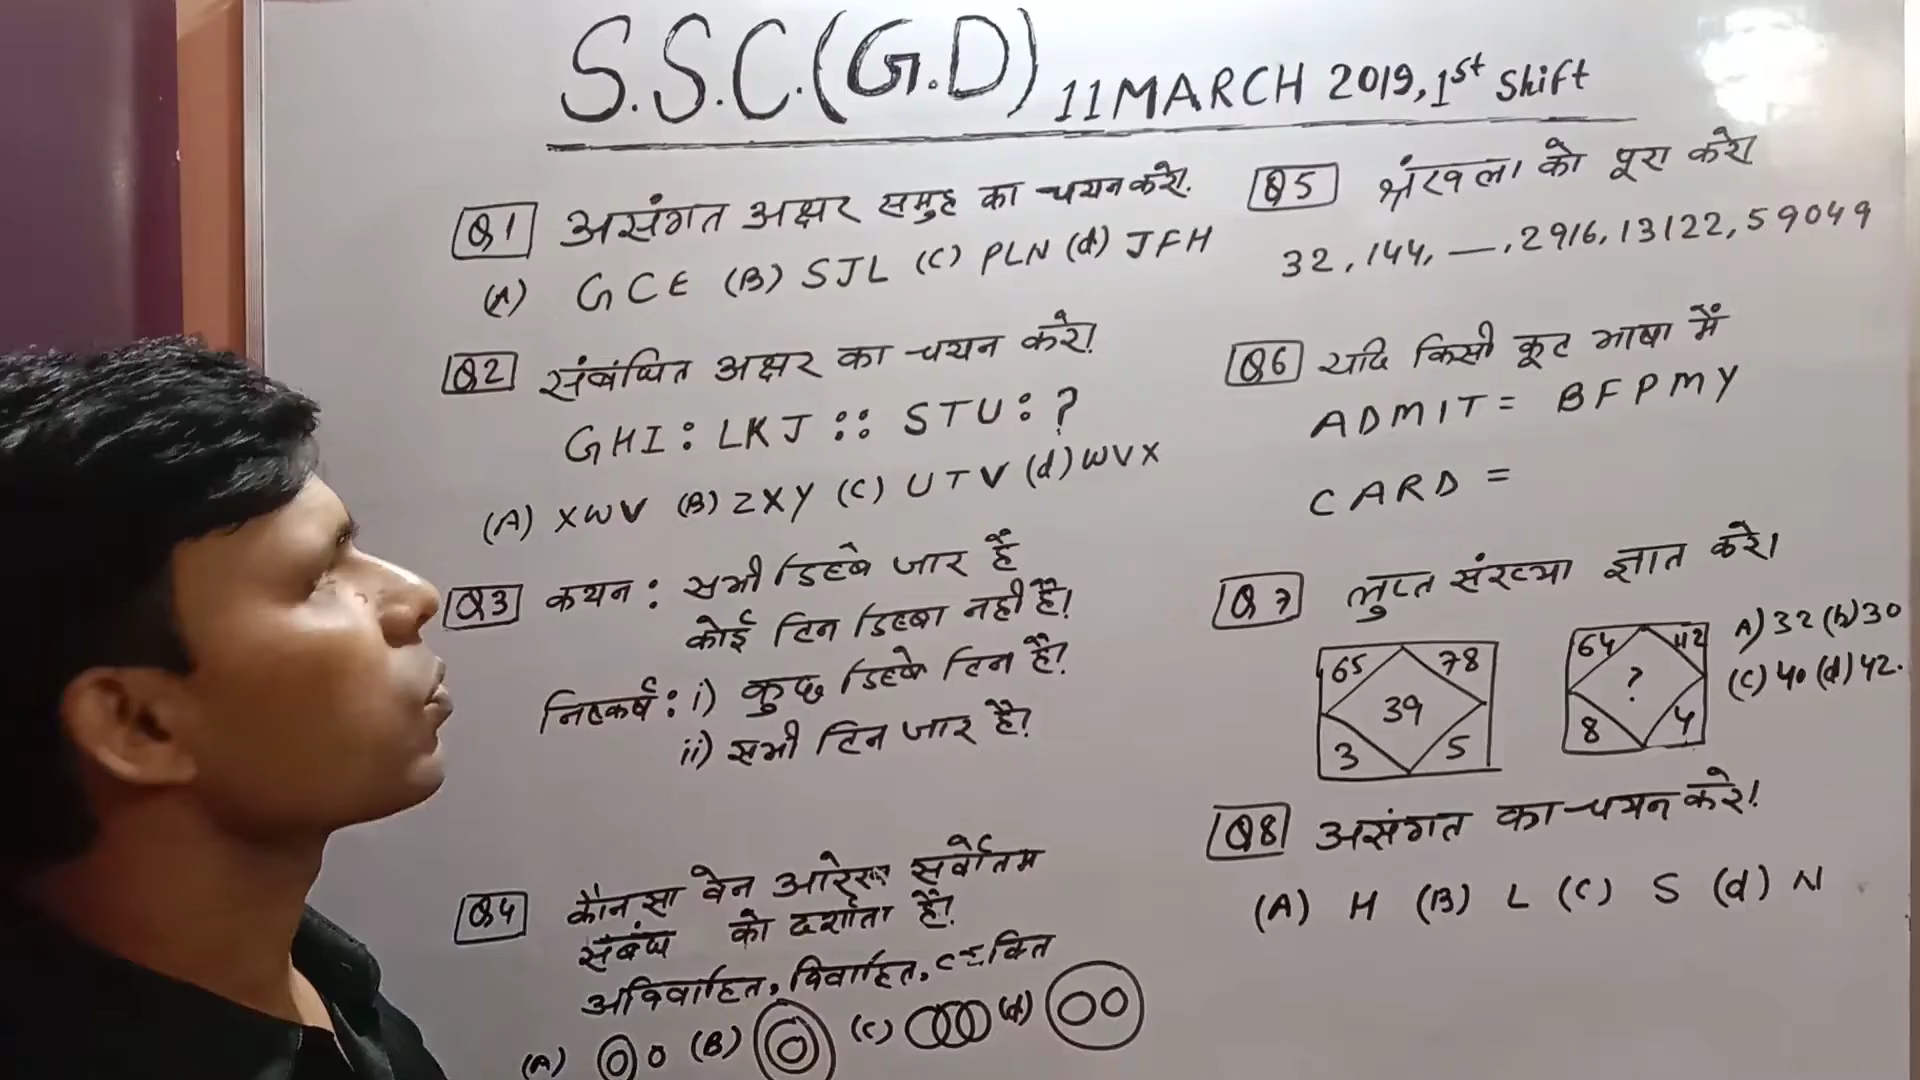 S.S.C.(G.D) 11 MARCH 2019, 1st Shift
Q1 असंगत अक्षर समुह का चयन करे।
(A) GCE (B) SJL (C) PLN (d) JFH
Q2 संबंधित अक्षर का चयन करे।
GHI : LKJ :: STU : ?
(A) XWV (B) ZXY (C) UTV (d) WVX
Q3 कथन : सभी डिब्बे जार हैं
कोई टिन डिब्बा नहीं है।
निष्कर्ष : i) कुछ डिब्बे टिन है।
ii) सभी टिन जार है।
Q4 कौनसा वेन आरेख सर्वोतम
संबंध को दर्शाता है।
अविवाहित, विवाहित, व्यक्ति
(A) (B) (C) (d)
Q5 श्रंखला को पूरा करे।
32, 144, —, 2916, 13122, 59049
Q6 यदि किसी कूट भाषा में
ADMIT = BFPMY
CARD =
Q7 लुप्त संख्या ज्ञात करे।
65 78
39
3 5
64 112
?
8 4
A) 32 (b) 30
(C) 40 (d) 42.
Q8 असंगत का चयन करे।
(A) H (B) L (C) S (d) N